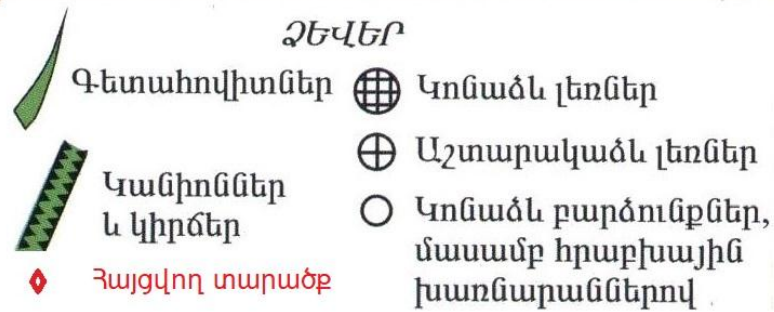 ՁԵՎԵՐ
Գետահովիտներ
Կանիոններ
և կիրճեր
Հայցվող տարածք
Կոնաձև լեռներ
Աշտարակաձև լեռներ
Կոնաձև բարձունքներ,
մասամբ հրաբխային
խառնարաններով